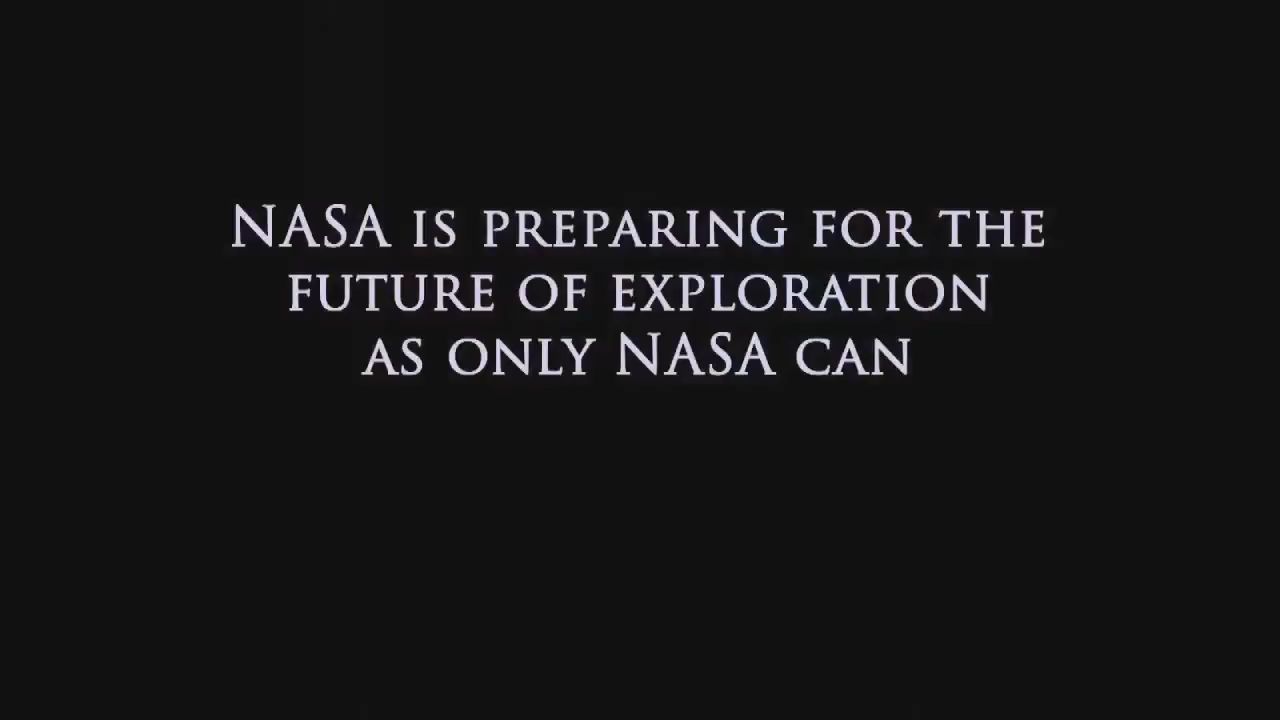 NASA IS PREPARING FOR THE
FUTURE OF EXPLORATION
AS ONLY NASA CAN